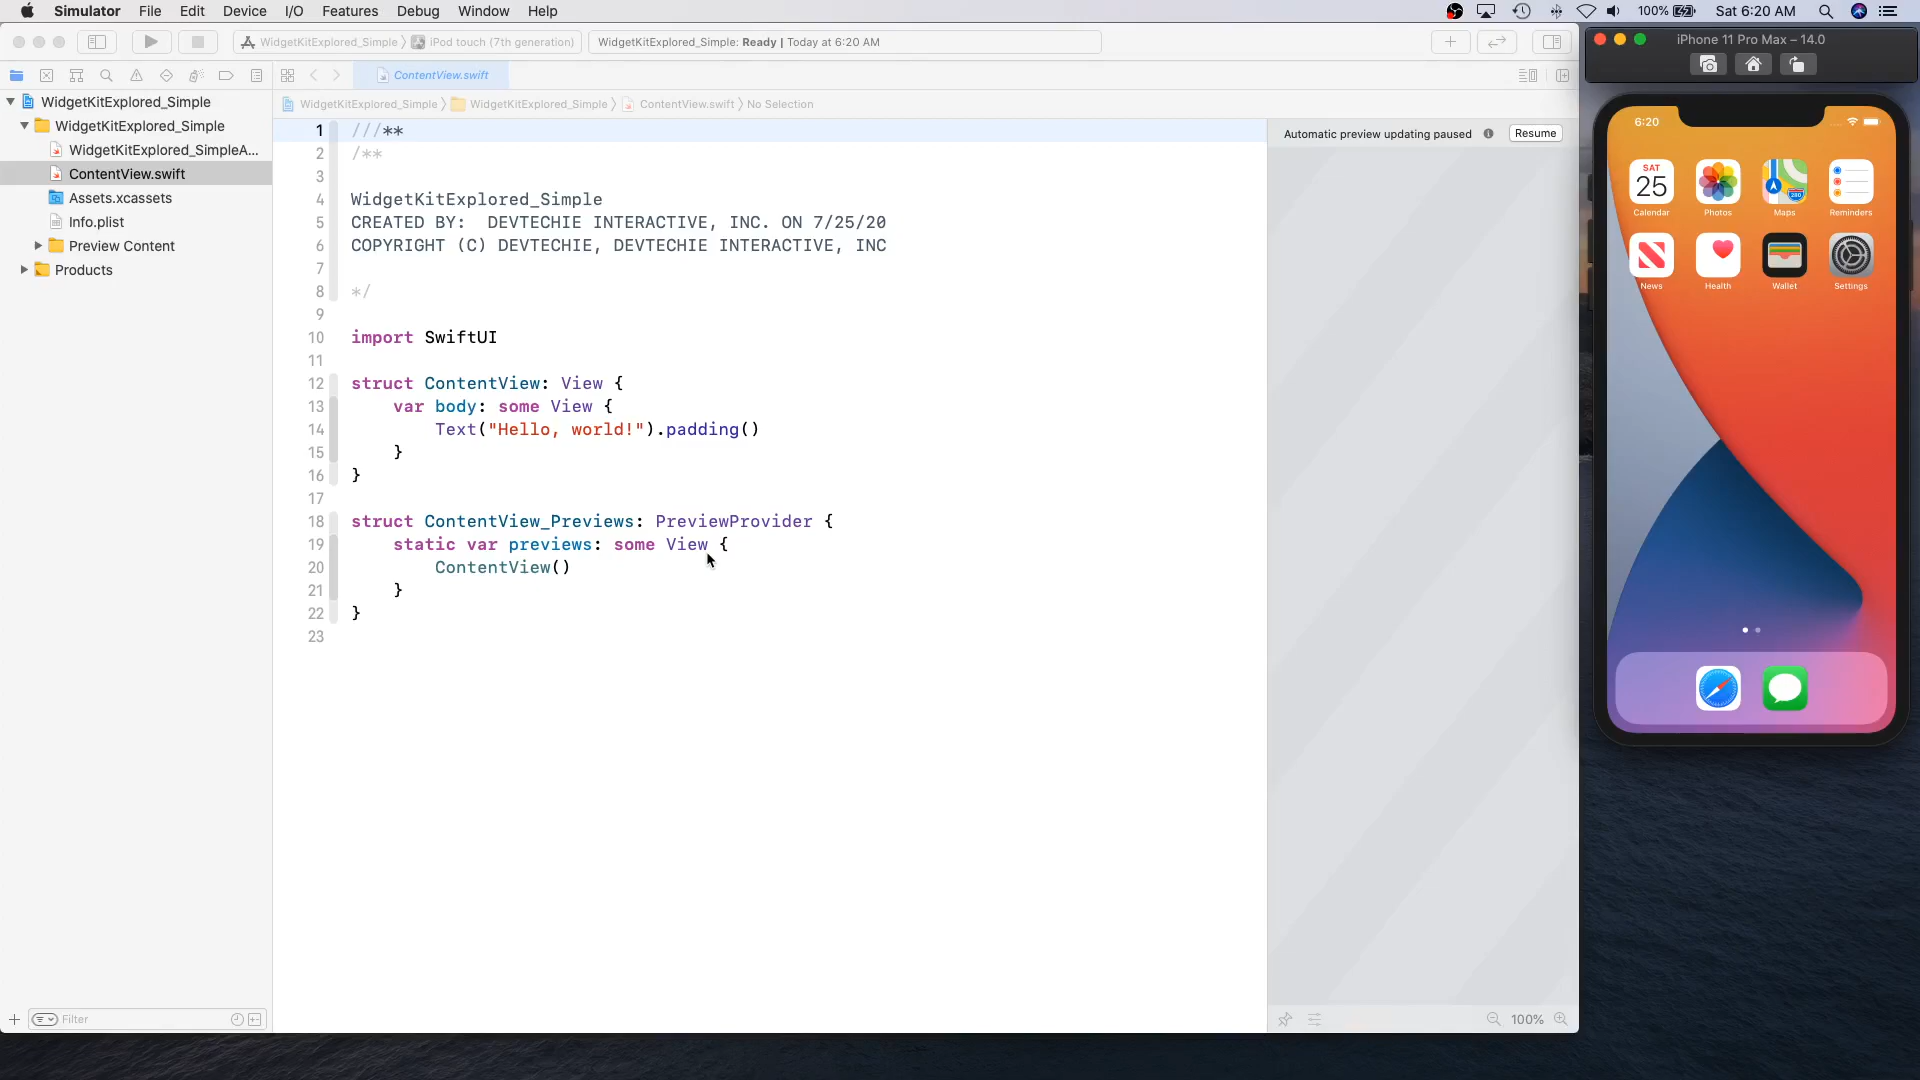 Simulator File Edit Device I/O Features Debug Window Help
100% Sat 6:20 AM
WidgetKitExplored_Simple iPod touch (7th generation)
WidgetKitExplored_Simple: Ready | Today at 6:20 AM
ContentView.swift
WidgetKitExplored_Simple WidgetKitExplored_Simple ContentView.swift No Selection
WidgetKitExplored_Simple
WidgetKitExplored_Simple
WidgetKitExplored_SimpleA...
ContentView.swift
Assets.xcassets
Info.plist
Preview Content
Products
Filter
1 ///**
2 /**
3
4 WidgetKitExplored_Simple
5 CREATED BY: DEVTECHIE INTERACTIVE, INC. ON 7/25/20
6 COPYRIGHT (C) DEVTECHIE, DEVTECHIE INTERACTIVE, INC
7
8 */
9
10 import SwiftUI
11
12 struct ContentView: View {
13 var body: some View {
14 Text("Hello, world!").padding()
15 }
16 }
17
18 struct ContentView_Previews: PreviewProvider {
19 static var previews: some View {
20 ContentView()
21 }
22 }
23
Automatic preview updating paused Resume
100%
iPhone 11 Pro Max – 14.0
6:20
SAT
25
280
Calendar Photos Maps Reminders
News Health Wallet Settings